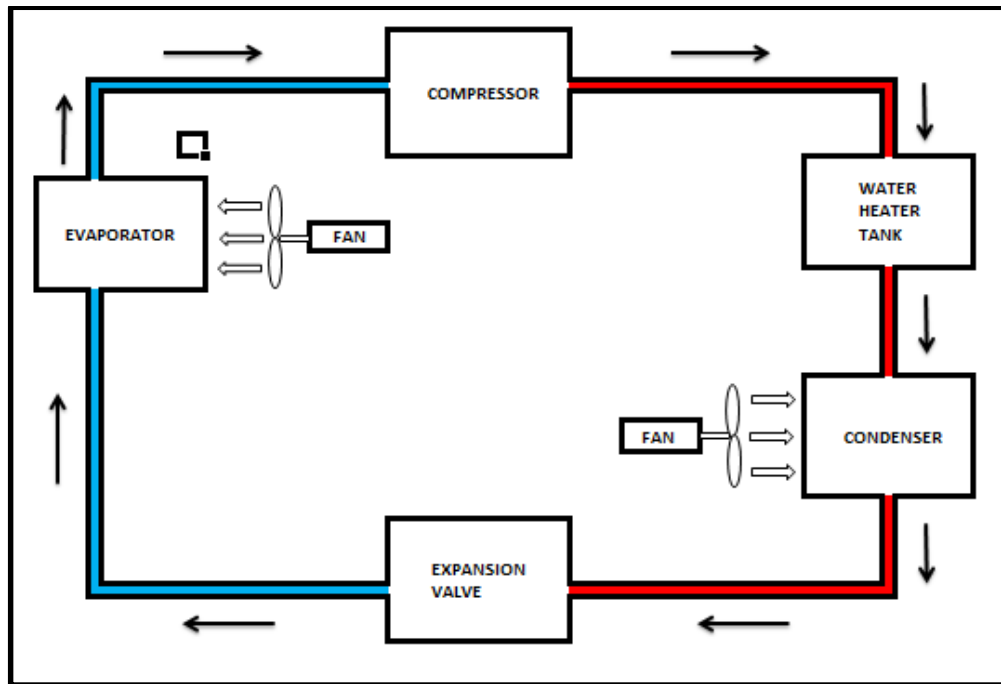 COMPRESSOR
WATER
HEATER
TANK
EVAPORATOR
FAN
FAN
CONDENSER
EXPANSION
VALVE